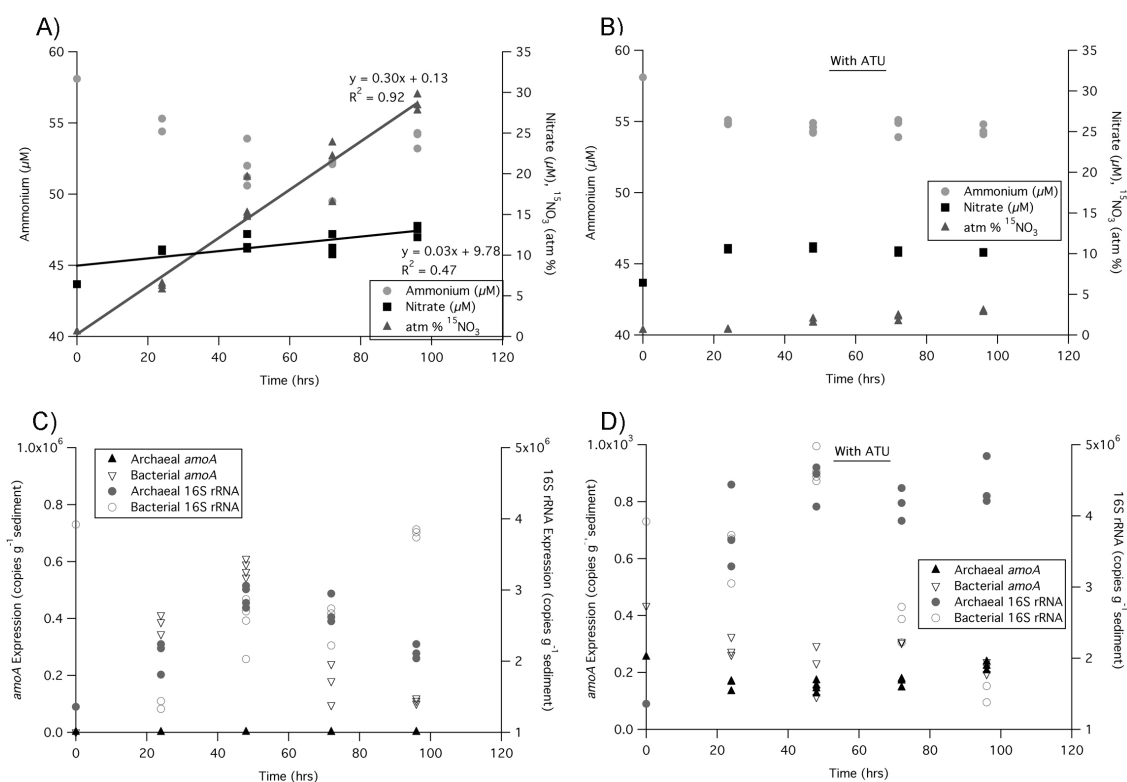 A)
60
55
50
45
40
Ammonium (µM)
35
30
25
20
15
10
5
0
Nitrate (µM), ¹⁵NO₃ (atm %)
y = 0.30x + 0.13
R² = 0.92
y = 0.03x + 9.78
R² = 0.47
Ammonium (µM)
Nitrate (µM)
atm % ¹⁵NO₃
0 20 40 60 80 100 120
Time (hrs)
B)
60
55
50
45
40
Ammonium (µM)
With ATU
35
30
25
20
15
10
5
0
Nitrate (µM), ¹⁵NO₃ (atm %)
Ammonium (µM)
Nitrate (µM)
atm % ¹⁵NO₃
0 20 40 60 80 100 120
Time (hrs)
C)
1.0x10⁶
0.8
0.6
0.4
0.2
0.0
amoA Expression (copies g⁻¹ sediment)
Archaeal amoA
Bacterial amoA
Archaeal 16S rRNA
Bacterial 16S rRNA
5x10⁶
4
3
2
1
16S rRNA Expression (copies g⁻¹ sediment)
0 20 40 60 80 100 120
Time (hrs)
D)
1.0x10³
0.8
0.6
0.4
0.2
0.0
amoA Expression (copies g⁻¹ sediment)
With ATU
5x10⁶
4
3
2
1
16S rRNA (copies g⁻¹ sediment)
Archaeal amoA
Bacterial amoA
Archaeal 16S rRNA
Bacterial 16S rRNA
0 20 40 60 80 100 120
Time (hrs)